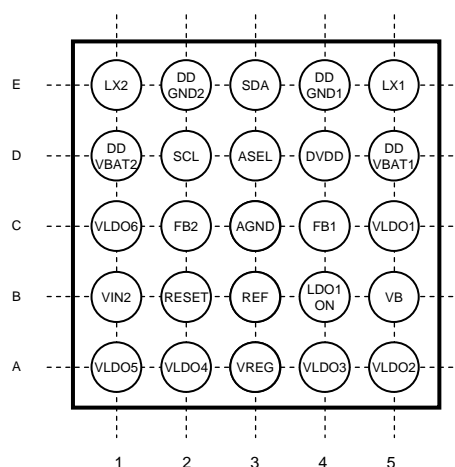 E
LX2
DD
GND2
SDA
DD
GND1
LX1
D
DD
VBAT2
SCL
ASEL
DVDD
DD
VBAT1
C
VLDO6
FB2
AGND
FB1
VLDO1
B
VIN2
RESET
REF
LDO1
ON
VB
A
VLDO5
VLDO4
VREG
VLDO3
VLDO2
1
2
3
4
5